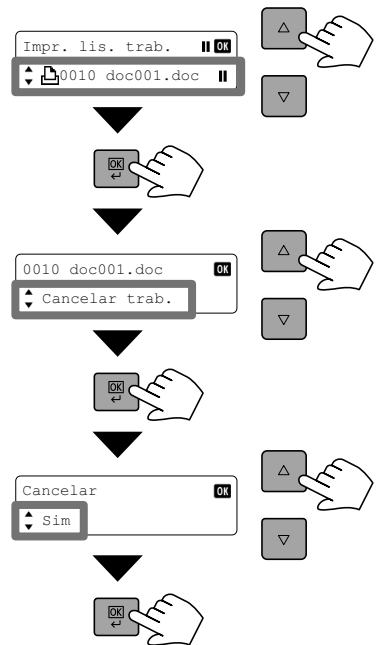 Impr. lis. trab. OK
0010 doc001.doc
OK
0010 doc001.doc OK
Cancelar trab.
OK
Cancelar OK
Sim
OK